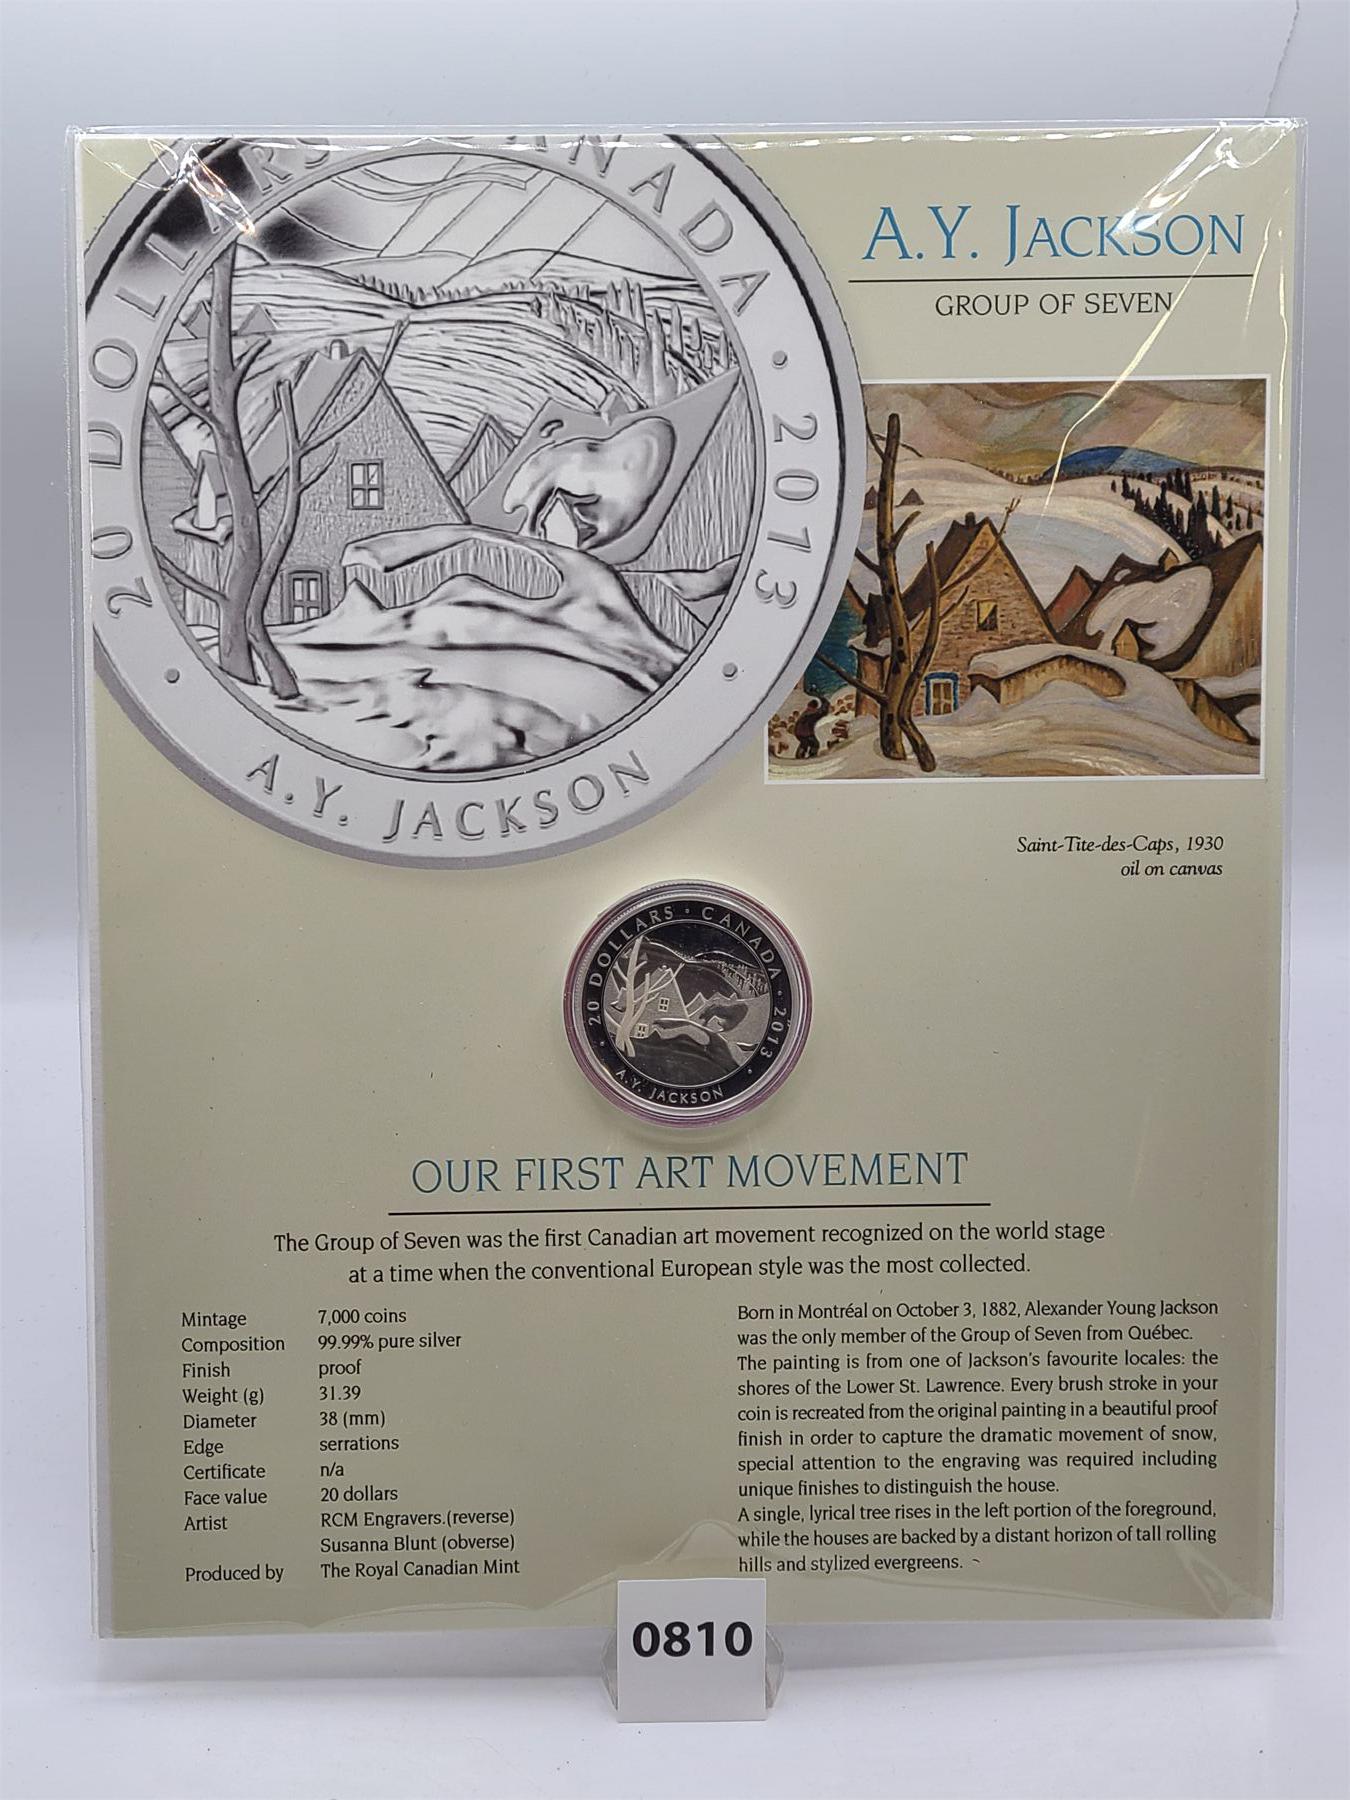 20 DOLLARS · CANADA · 2013
A.Y. JACKSON
A.Y. JACKSON
GROUP OF SEVEN
Saint-Tite-des-Caps, 1930
oil on canvas
20 DOLLARS · CANADA · 2013
A.Y. JACKSON
OUR FIRST ART MOVEMENT
The Group of Seven was the first Canadian art movement recognized on the world stage
at a time when the conventional European style was the most collected.
Mintage 7,000 coins
Composition 99.99% pure silver
Finish proof
Weight (g) 31.39
Diameter 38 (mm)
Edge serrations
Certificate n/a
Face value 20 dollars
Artist RCM Engravers.(reverse)
Susanna Blunt (obverse)
Produced by The Royal Canadian Mint
Born in Montréal on October 3, 1882, Alexander Young Jackson
was the only member of the Group of Seven from Québec.
The painting is from one of Jackson's favourite locales: the
shores of the Lower St. Lawrence. Every brush stroke in your
coin is recreated from the original painting in a beautiful proof
finish in order to capture the dramatic movement of snow,
special attention to the engraving was required including
unique finishes to distinguish the house.
A single, lyrical tree rises in the left portion of the foreground,
while the houses are backed by a distant horizon of tall rolling
hills and stylized evergreens.
0810